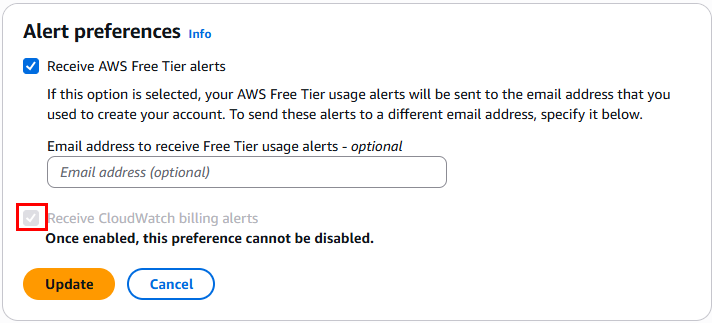 Alert preferences Info
Receive AWS Free Tier alerts
If this option is selected, your AWS Free Tier usage alerts will be sent to the email address that you
used to create your account. To send these alerts to a different email address, specify it below.
Email address to receive Free Tier usage alerts - optional
Email address (optional)
Receive CloudWatch billing alerts
Once enabled, this preference cannot be disabled.
Update Cancel